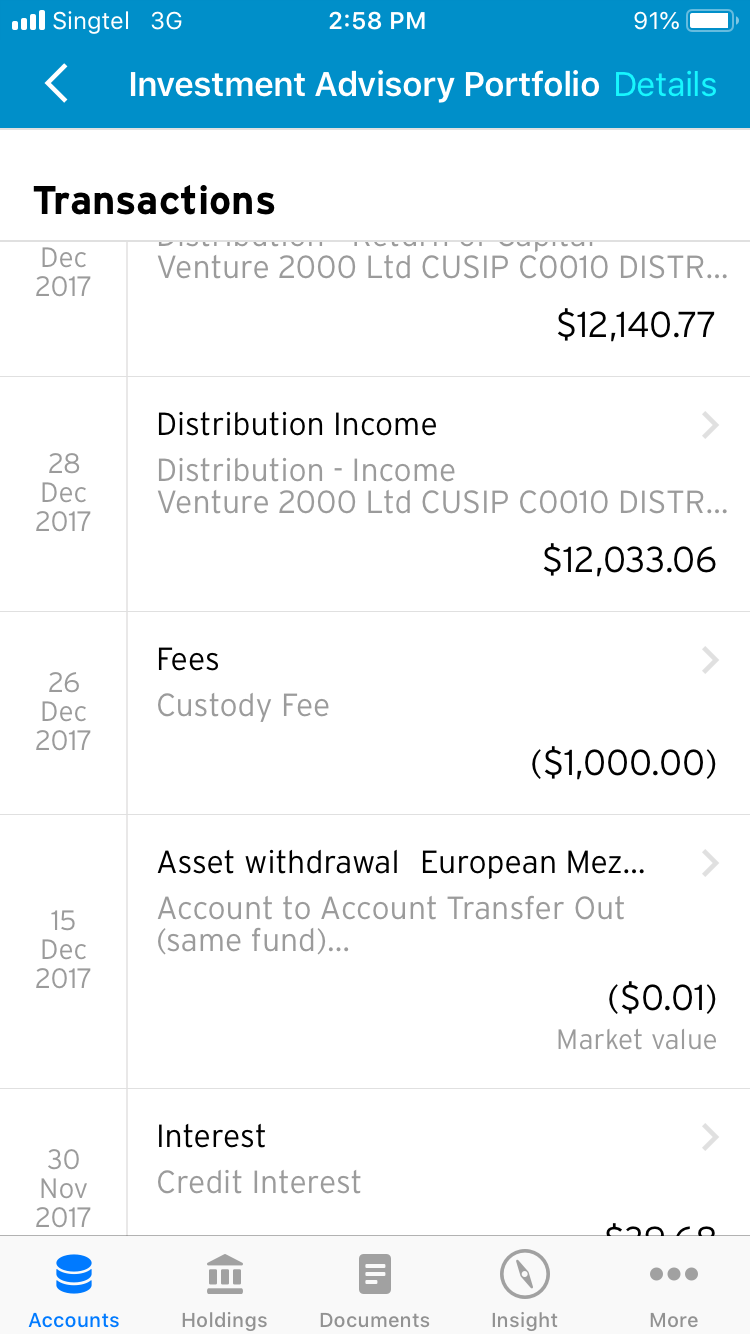 Singtel 3G 2:58 PM 91%
Investment Advisory Portfolio Details
Transactions
Distribution - Return of Capital
Dec
2017
Venture 2000 Ltd CUSIP C0010 DISTR...
$12,140.77
28
Dec
2017
Distribution Income
Distribution - Income
Venture 2000 Ltd CUSIP C0010 DISTR...
$12,033.06
26
Dec
2017
Fees
Custody Fee
($1,000.00)
15
Dec
2017
Asset withdrawal European Mez...
Account to Account Transfer Out
(same fund)...
($0.01)
Market value
30
Nov
2017
Interest
Credit Interest
Accounts Holdings Documents Insight More